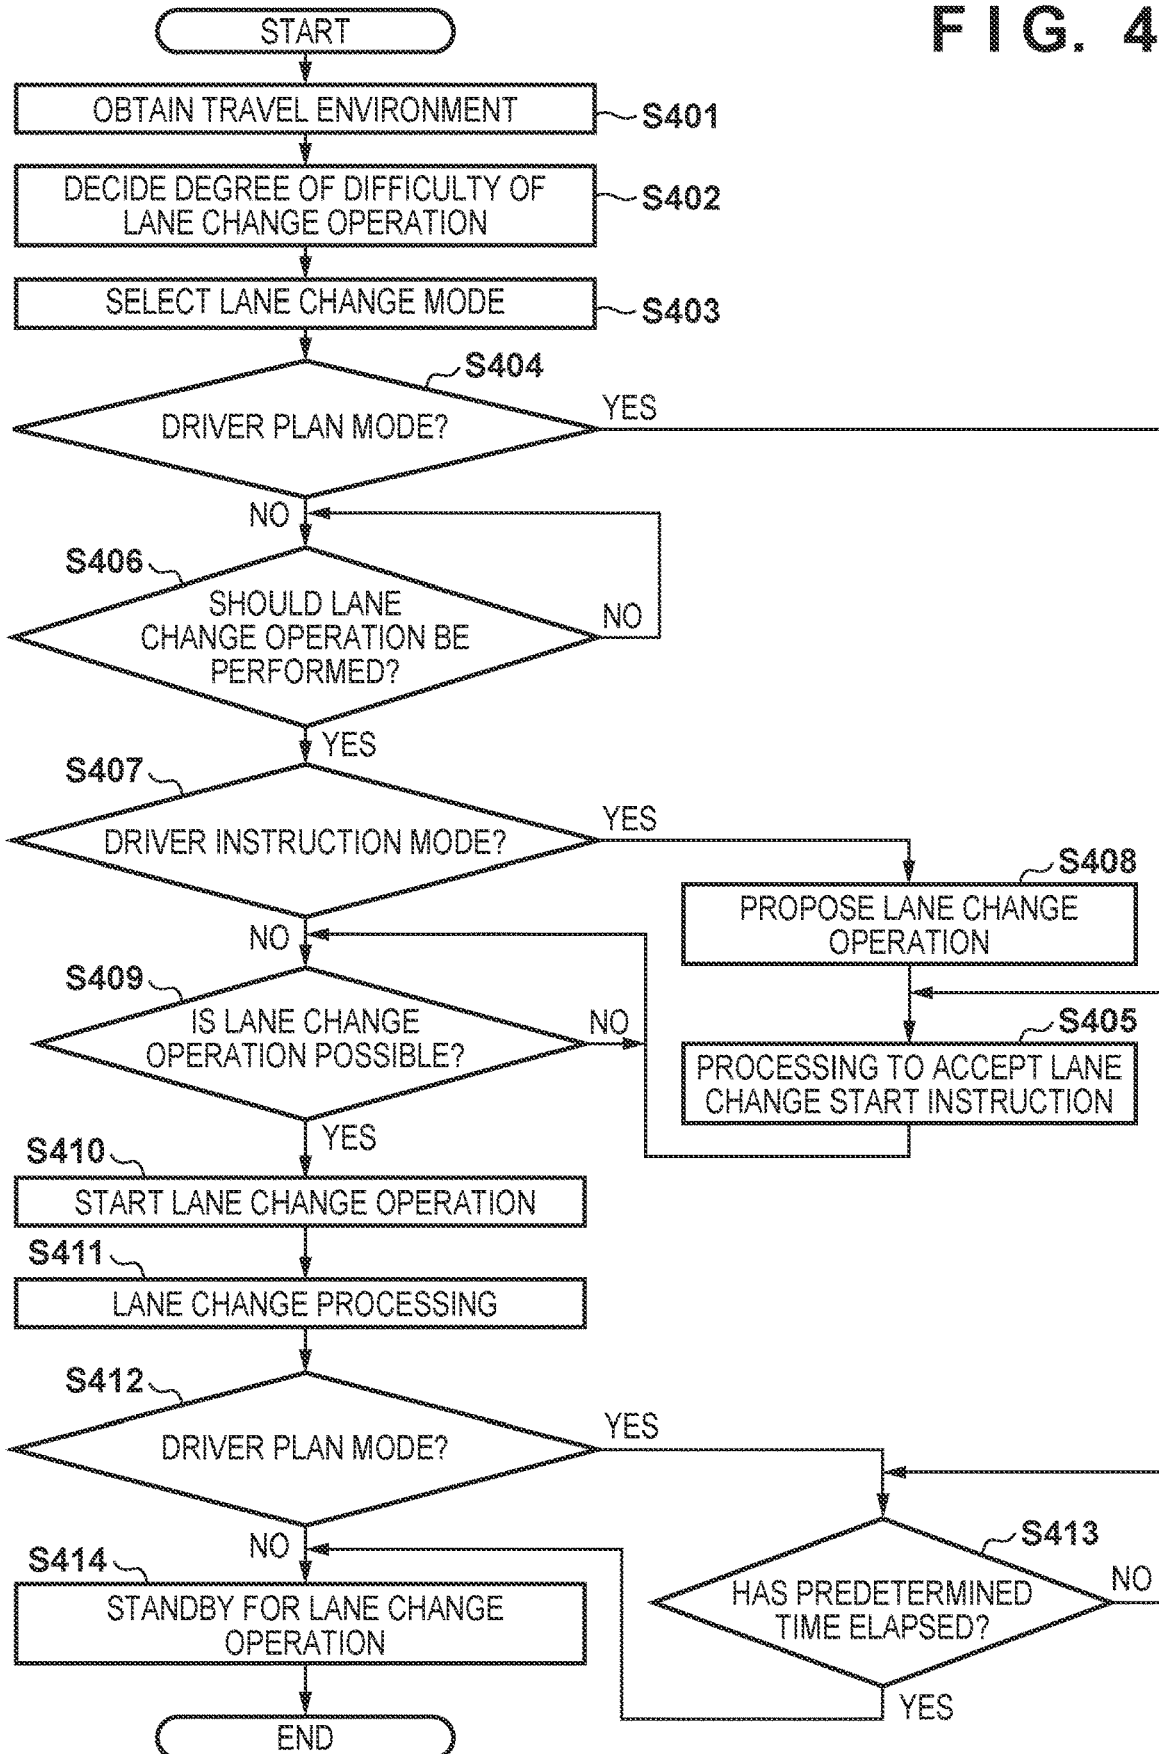 FIG. 4
START
OBTAIN TRAVEL ENVIRONMENT
S401
DECIDE DEGREE OF DIFFICULTY OF
LANE CHANGE OPERATION
S402
SELECT LANE CHANGE MODE
S403
S404
DRIVER PLAN MODE?
YES
NO
S406
SHOULD LANE
CHANGE OPERATION BE
PERFORMED?
NO
YES
S407
DRIVER INSTRUCTION MODE?
YES
S408
PROPOSE LANE CHANGE
OPERATION
NO
S409
IS LANE CHANGE
OPERATION POSSIBLE?
NO
S405
PROCESSING TO ACCEPT LANE
CHANGE START INSTRUCTION
YES
S410
START LANE CHANGE OPERATION
S411
LANE CHANGE PROCESSING
S412
DRIVER PLAN MODE?
YES
NO
S413
HAS PREDETERMINED
TIME ELAPSED?
NO
YES
S414
STANDBY FOR LANE CHANGE
OPERATION
END